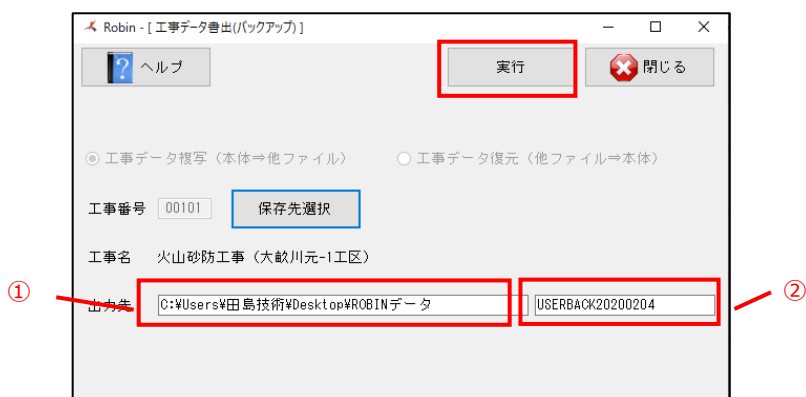 Robin - [ 工事データ書出(バックアップ) ]
ヘルプ 実行 閉じる
工事データ複写（本体⇒他ファイル） 工事データ復元（他ファイル⇒本体）
工事番号 00101 保存先選択
工事名 火山砂防工事（大畝川元-1工区）
① 出力先 C:¥Users¥田島技術¥Desktop¥ROBINデータ USERBACK20200204 ②